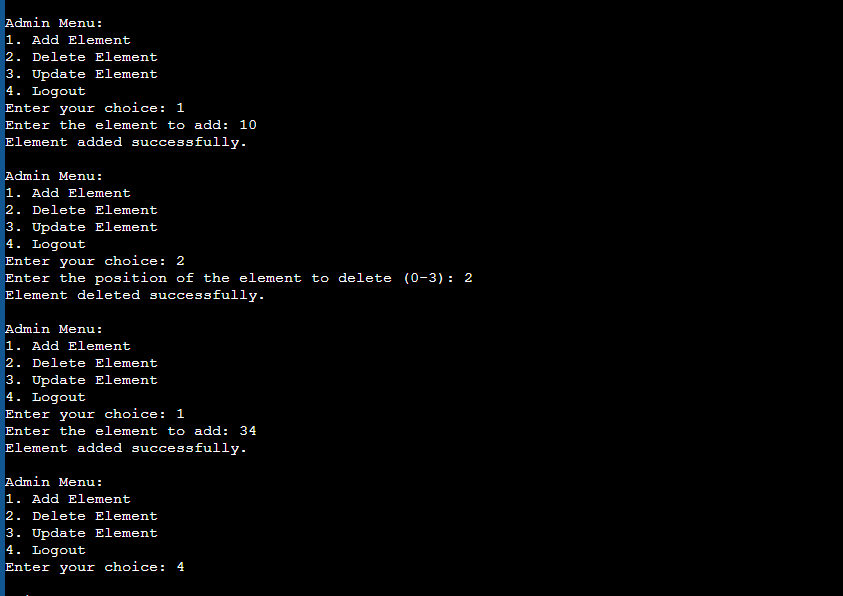 Admin Menu:
1. Add Element
2. Delete Element
3. Update Element
4. Logout
Enter your choice: 1
Enter the element to add: 10
Element added successfully.
Admin Menu:
1. Add Element
2. Delete Element
3. Update Element
4. Logout
Enter your choice: 2
Enter the position of the element to delete (0-3): 2
Element deleted successfully.
Admin Menu:
1. Add Element
2. Delete Element
3. Update Element
4. Logout
Enter your choice: 1
Enter the element to add: 34
Element added successfully.
Admin Menu:
1. Add Element
2. Delete Element
3. Update Element
4. Logout
Enter your choice: 4